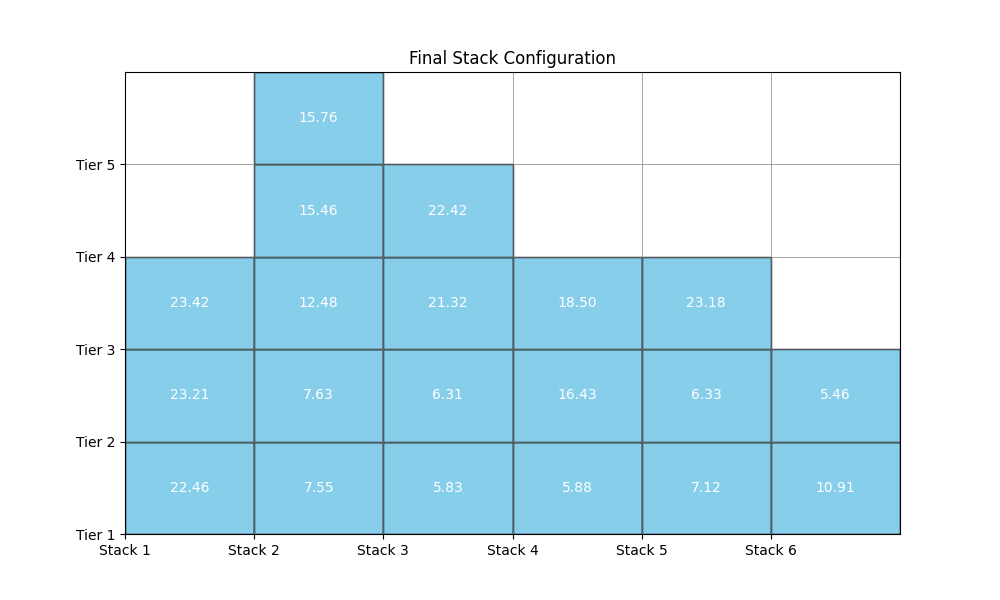 Final Stack Configuration
15.76
Tier 5
15.46 22.42
Tier 4
23.42 12.48 21.32 18.50 23.18
Tier 3
23.21 7.63 6.31 16.43 6.33 5.46
Tier 2
22.46 7.55 5.83 5.88 7.12 10.91
Tier 1
Stack 1 Stack 2 Stack 3 Stack 4 Stack 5 Stack 6